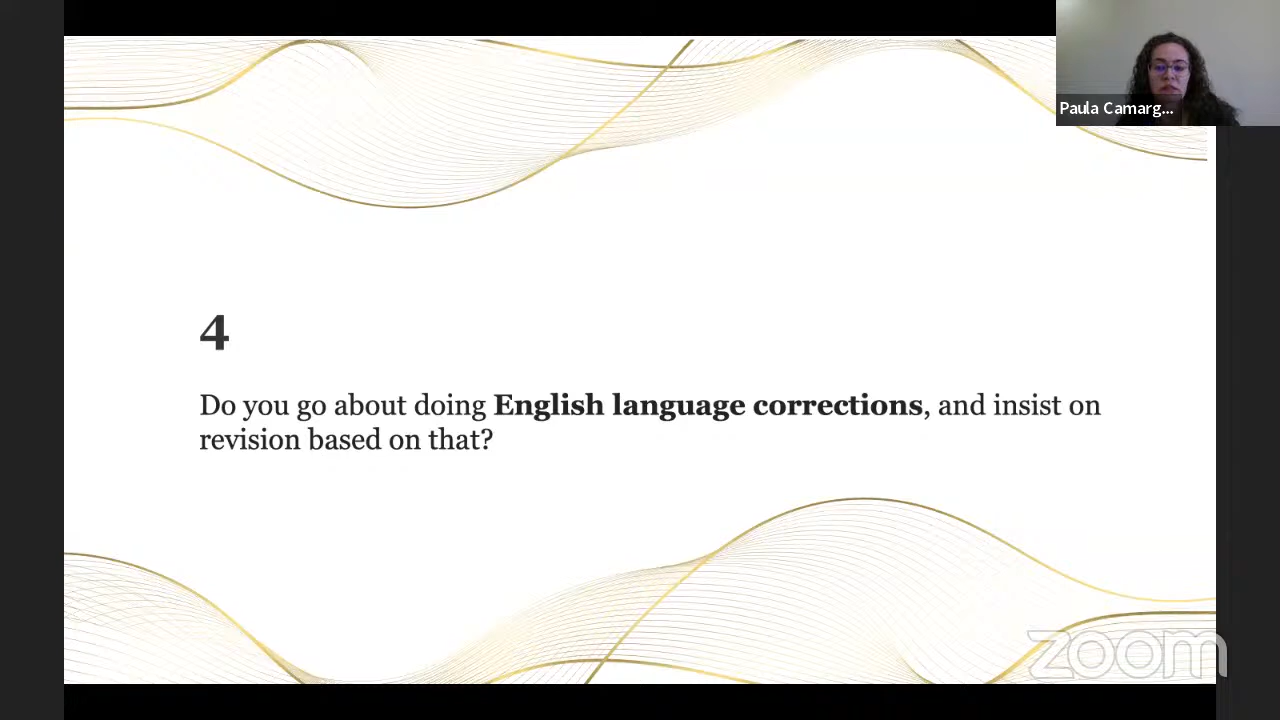 Paula Camarg...
4
Do you go about doing English language corrections, and insist on
revision based on that?
zoom